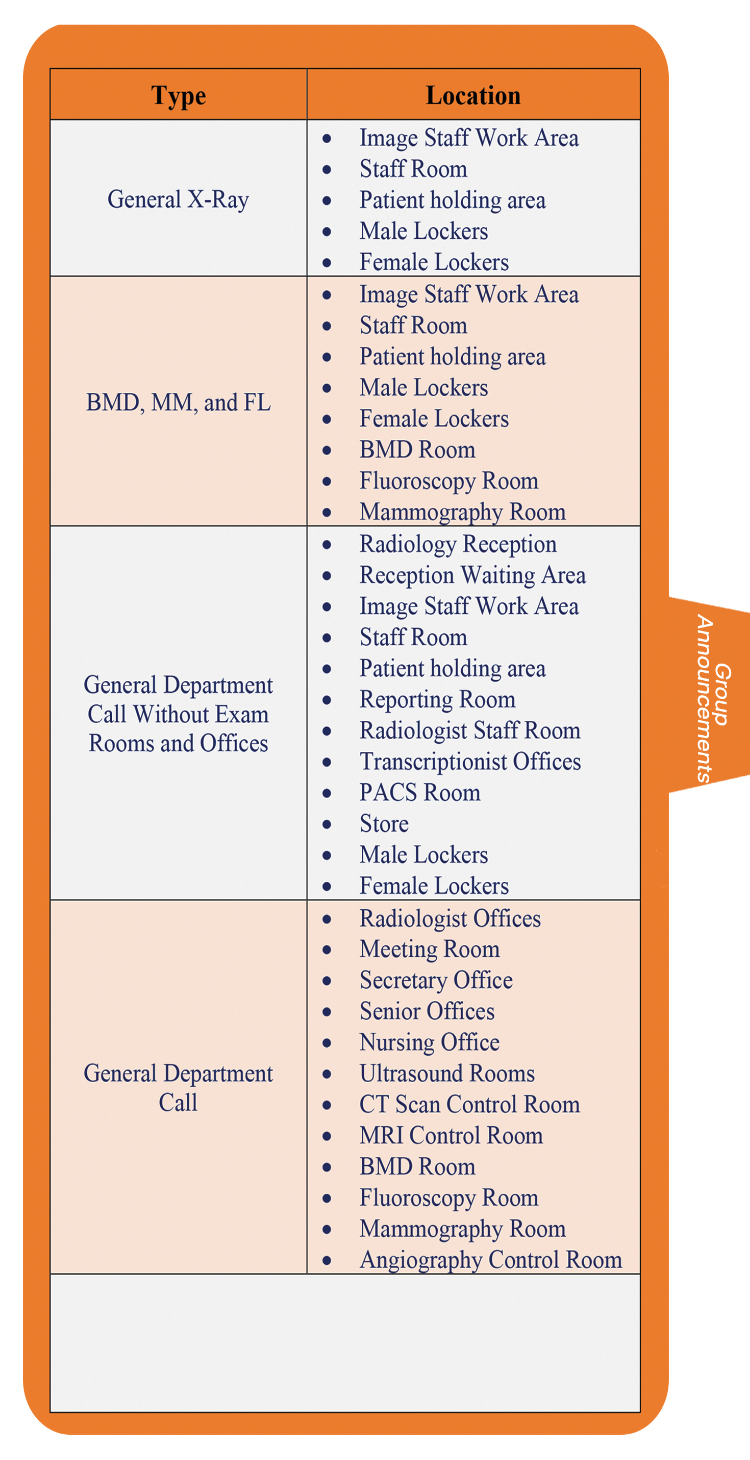 Type
Location
General X-Ray
• Image Staff Work Area
• Staff Room
• Patient holding area
• Male Lockers
• Female Lockers
BMD, MM, and FL
• Image Staff Work Area
• Staff Room
• Patient holding area
• Male Lockers
• Female Lockers
• BMD Room
• Fluoroscopy Room
• Mammography Room
General Department
Call Without Exam
Rooms and Offices
• Radiology Reception
• Reception Waiting Area
• Image Staff Work Area
• Staff Room
• Patient holding area
• Reporting Room
• Radiologist Staff Room
• Transcriptionist Offices
• PACS Room
• Store
• Male Lockers
• Female Lockers
General Department
Call
• Radiologist Offices
• Meeting Room
• Secretary Office
• Senior Offices
• Nursing Office
• Ultrasound Rooms
• CT Scan Control Room
• MRI Control Room
• BMD Room
• Fluoroscopy Room
• Mammography Room
• Angiography Control Room
Group
Announcements